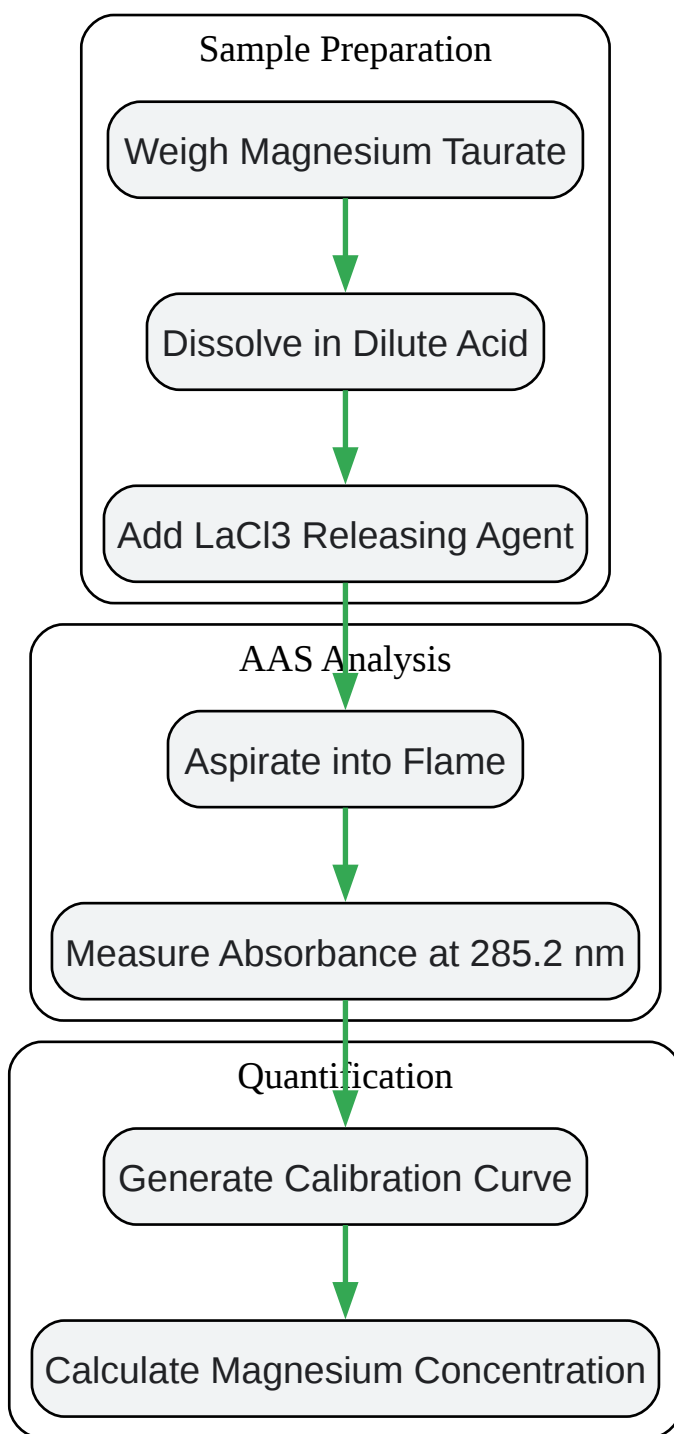 Sample Preparation
Weigh Magnesium Taurate
Dissolve in Dilute Acid
Add LaCl3 Releasing Agent
AAS Analysis
Aspirate into Flame
Measure Absorbance at 285.2 nm
Quantification
Generate Calibration Curve
Calculate Magnesium Concentration